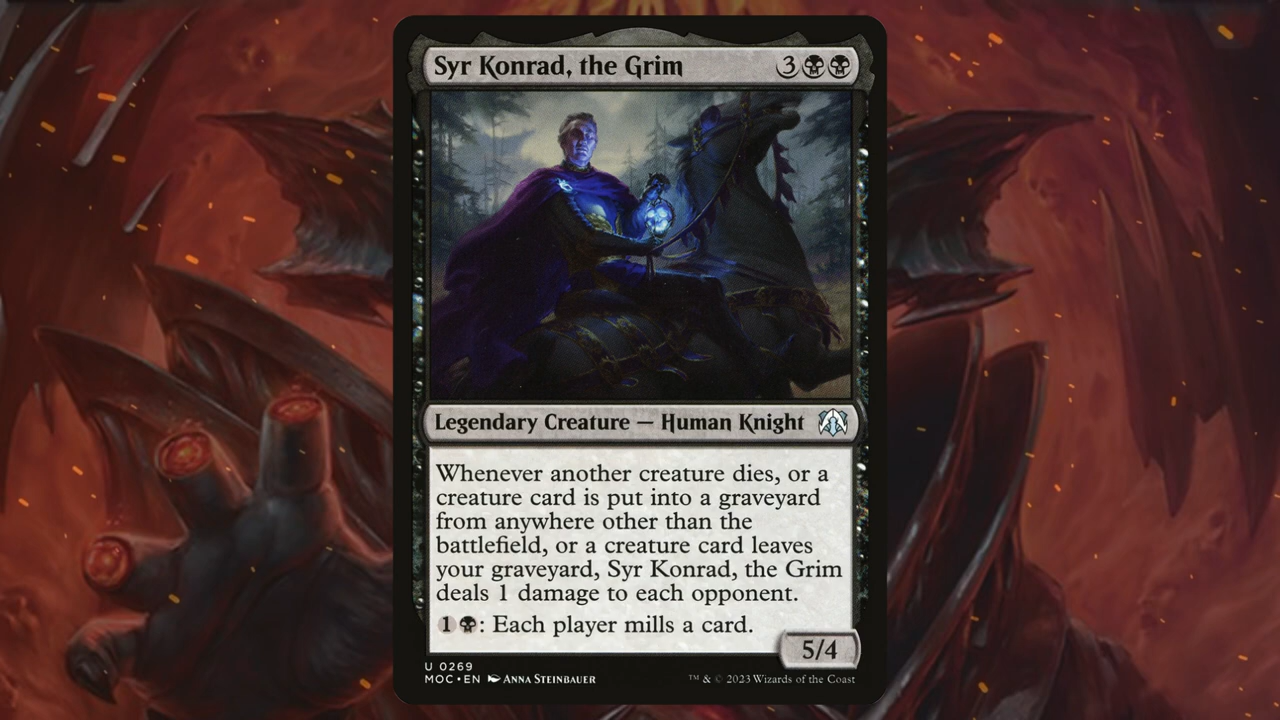 Syr Konrad, the Grim 3
Legendary Creature — Human Knight
Whenever another creature dies, or a
creature card is put into a graveyard
from anywhere other than the
battlefield, or a creature card leaves
your graveyard, Syr Konrad, the Grim
deals 1 damage to each opponent.
1 : Each player mills a card.
5/4
U 0269
MOC • EN Anna Steinbauer
™ & © 2023 Wizards of the Coast